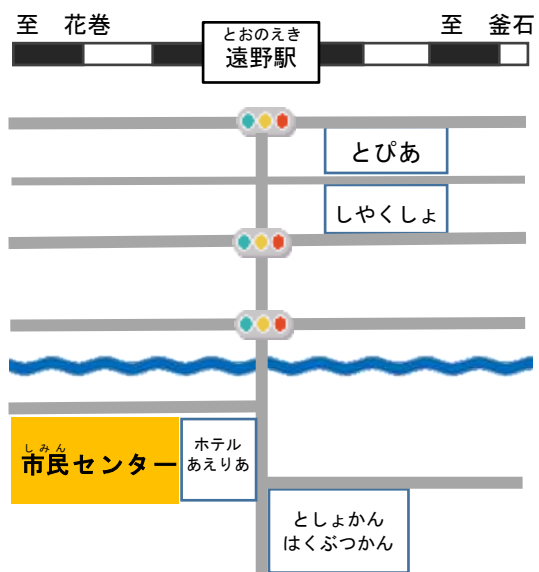 至 花巻
至 釜石
とおのえき
遠野駅
とぴあ
しやくしょ
しみん
市民センター
ホテル
あえりあ
としょかん
はくぶつかん